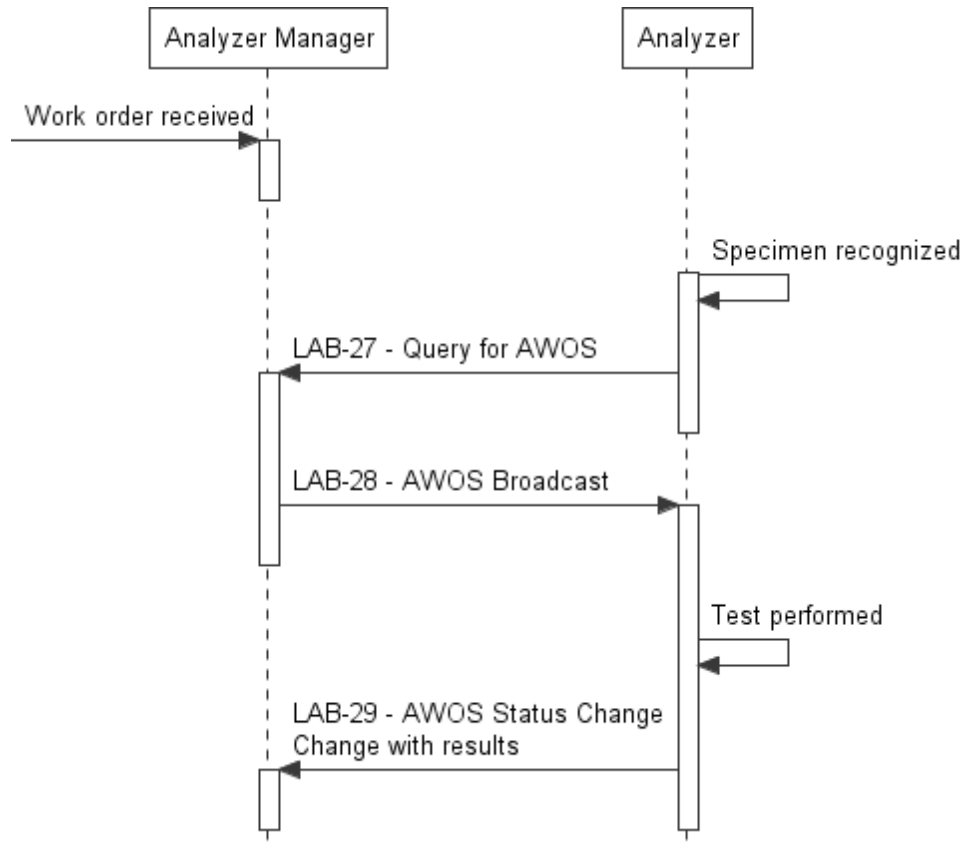 Analyzer Manager
Analyzer
Work order received
Specimen recognized
LAB-27 - Query for AWOS
LAB-28 - AWOS Broadcast
Test performed
LAB-29 - AWOS Status Change
Change with results